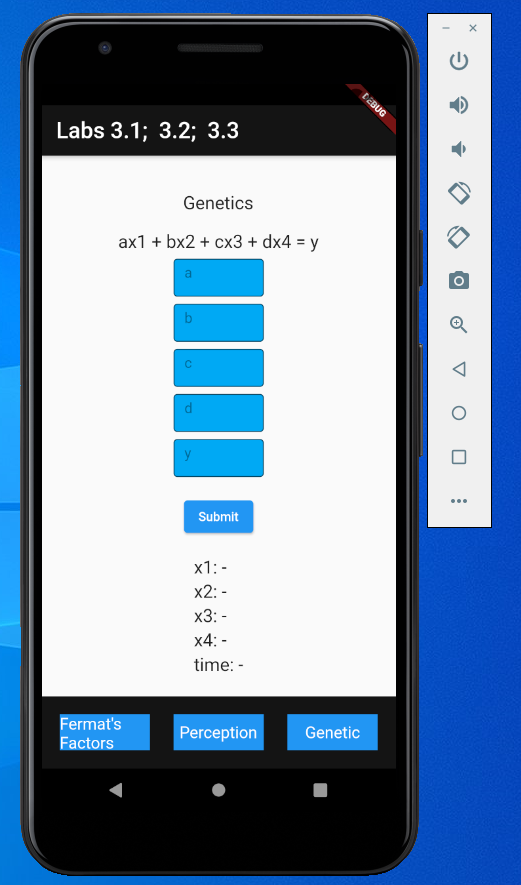 DEBUG
Labs 3.1;  3.2;  3.3
Genetics
ax1 + bx2 + cx3 + dx4 = y
a
b
c
d
y
Submit
x1: -
x2: -
x3: -
x4: -
time: -
Fermat's
Factors
Perception
Genetic